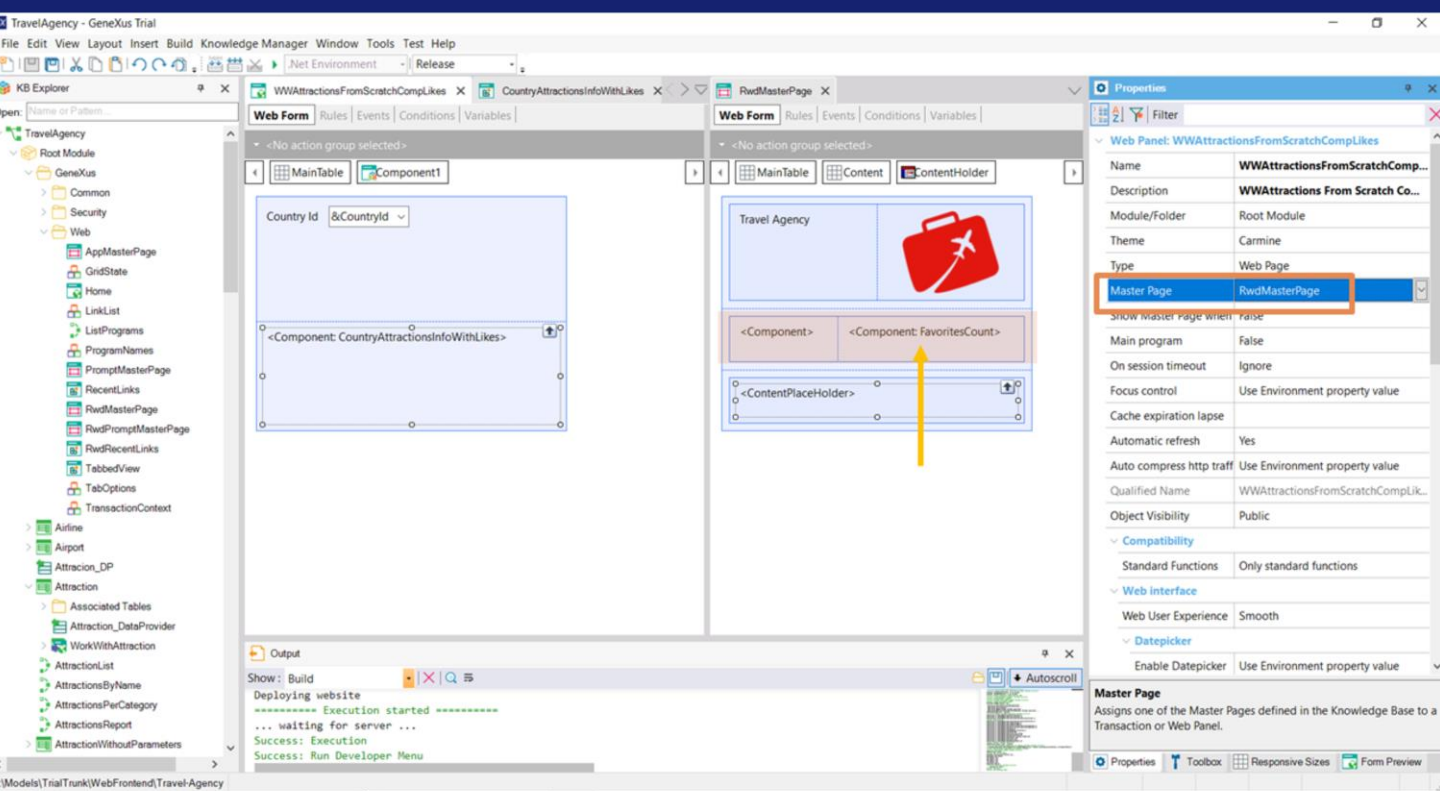 TravelAgency - GeneXus Trial
File Edit View Layout Insert Build Knowledge Manager Window Tools Test Help
.Net Environment Release
KB Explorer
Open: Name or Pattern...
TravelAgency
Root Module
GeneXus
Common
Security
Web
AppMasterPage
GridState
Home
LinkList
ListPrograms
ProgramNames
PromptMasterPage
RecentLinks
RwdMasterPage
RwdPromptMasterPage
RwdRecentLinks
TabbedView
TabOptions
TransactionContext
Airline
Airport
Attracion_DP
Attraction
Associated Tables
Attraction_DataProvider
WorkWithAttraction
AttractionList
AttractionsByName
AttractionsPerCategory
AttractionsReport
AttractionWithoutParameters
:\Models\TrialTrunk\WebFrontend\Travel-Agency
WWAttractionsFromScratchCompLikes CountryAttractionsInfoWithLikes
Web Form Rules Events Conditions Variables
<No action group selected>
MainTable Component1
Country Id &CountryId
<Component: CountryAttractionsInfoWithLikes>
RwdMasterPage
Web Form Rules Events Conditions Variables
<No action group selected>
MainTable Content ContentHolder
Travel Agency
<Component> <Component: FavoritesCount>
<ContentPlaceHolder>
Output
Show: Build Autoscroll
Deploying website
========== Execution started ==========
... waiting for server ...
Success: Execution
Success: Run Developer Menu
Properties
Filter
Web Panel: WWAttractionsFromScratchCompLikes
Name WWAttractionsFromScratchComp...
Description WWAttractions From Scratch Co...
Module/Folder Root Module
Theme Carmine
Type Web Page
Master Page RwdMasterPage
Show Master Page when False
Main program False
On session timeout Ignore
Focus control Use Environment property value
Cache expiration lapse
Automatic refresh Yes
Auto compress http traff Use Environment property value
Qualified Name WWAttractionsFromScratchCompLik...
Object Visibility Public
Compatibility
Standard Functions Only standard functions
Web interface
Web User Experience Smooth
Datepicker
Enable Datepicker Use Environment property value
Master Page
Assigns one of the Master Pages defined in the Knowledge Base to a
Transaction or Web Panel.
Properties Toolbox Responsive Sizes Form Preview